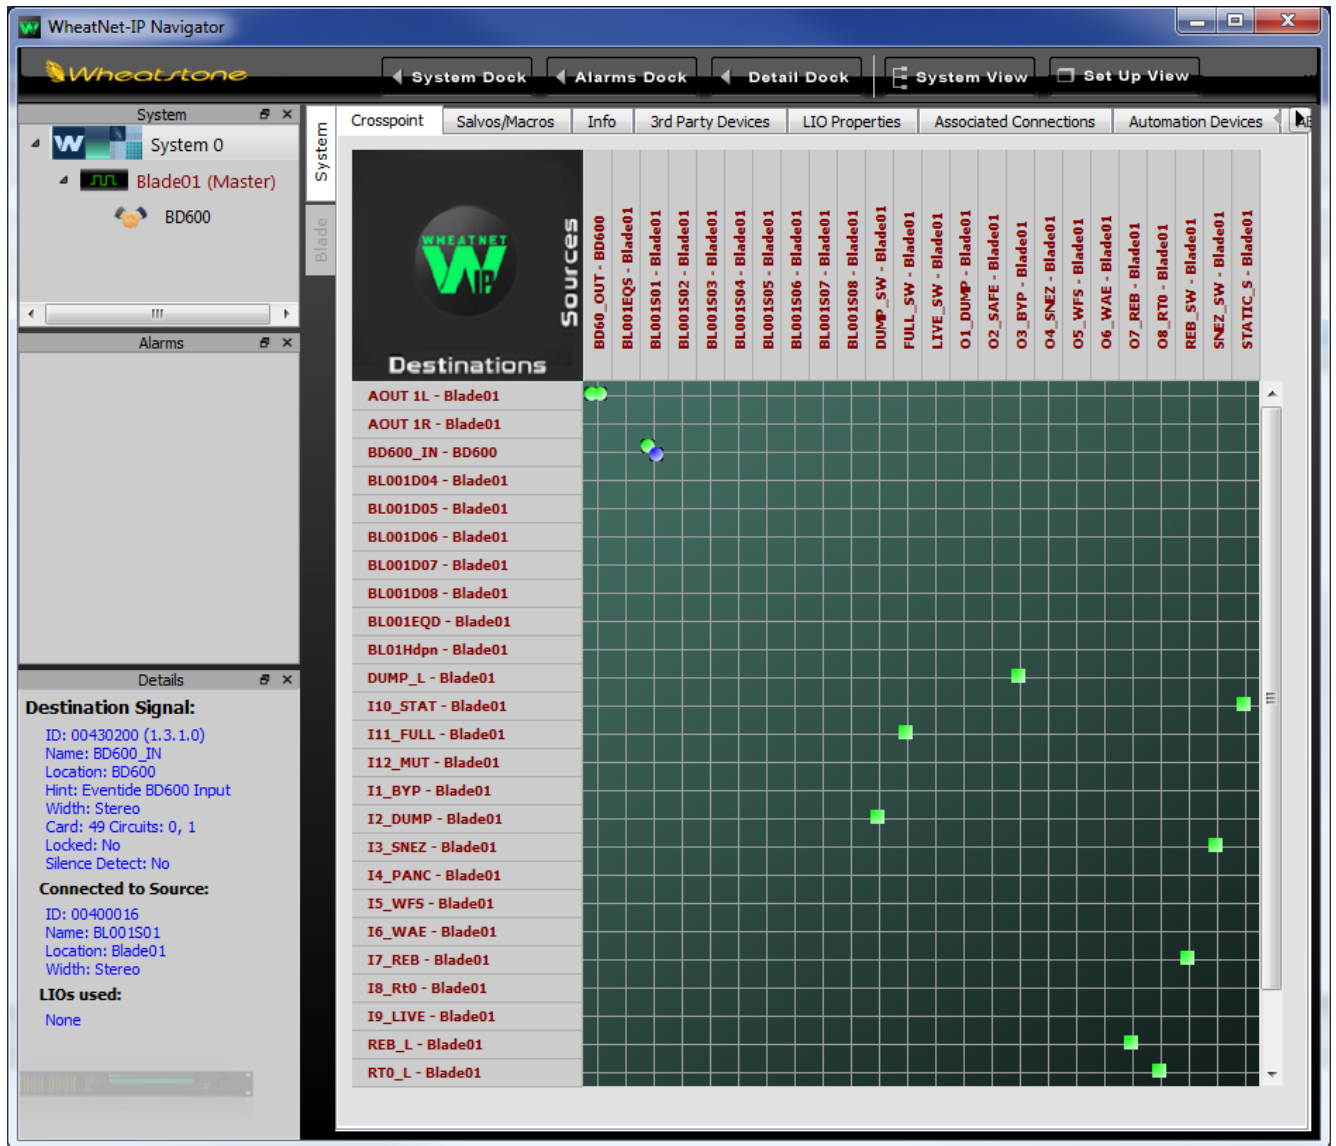 WheatNet-IP Navigator
Wheatstone
System Dock
Alarms Dock
Detail Dock
System View
Set Up View
System
System 0
Blade01 (Master)
BD600
Alarms
Details
Destination Signal:
ID: 00430200 (1.3.1.0)
Name: BD600_IN
Location: BD600
Hint: Eventide BD600 Input
Width: Stereo
Card: 49 Circuits: 0, 1
Locked: No
Silence Detect: No
Connected to Source:
ID: 00400016
Name: BL001S01
Location: Blade01
Width: Stereo
LIOs used:
None
System
Blade
Crosspoint
Salvos/Macros
Info
3rd Party Devices
LIO Properties
Associated Connections
Automation Devices
WHEATNET
IP
Sources
Destinations
BD60_OUT - BD600
BL001EQS - Blade01
BL001S01 - Blade01
BL001S02 - Blade01
BL001S03 - Blade01
BL001S04 - Blade01
BL001S05 - Blade01
BL001S06 - Blade01
BL001S07 - Blade01
BL001S08 - Blade01
DUMP_SW - Blade01
FULL_SW - Blade01
LIVE_SW - Blade01
O1_DUMP - Blade01
O2_SAFE - Blade01
O3_BYP - Blade01
O4_SNEZ - Blade01
O5_WFS - Blade01
O6_WAE - Blade01
O7_REB - Blade01
O8_RT0 - Blade01
REB_SW - Blade01
SNEZ_SW - Blade01
STATIC_S - Blade01
AOUT 1L - Blade01
AOUT 1R - Blade01
BD600_IN - BD600
BL001D04 - Blade01
BL001D05 - Blade01
BL001D06 - Blade01
BL001D07 - Blade01
BL001D08 - Blade01
BL001EQD - Blade01
BL01Hdpn - Blade01
DUMP_L - Blade01
I10_STAT - Blade01
I11_FULL - Blade01
I12_MUT - Blade01
I1_BYP - Blade01
I2_DUMP - Blade01
I3_SNEZ - Blade01
I4_PANC - Blade01
I5_WFS - Blade01
I6_WAE - Blade01
I7_REB - Blade01
I8_Rt0 - Blade01
I9_LIVE - Blade01
REB_L - Blade01
RT0_L - Blade01